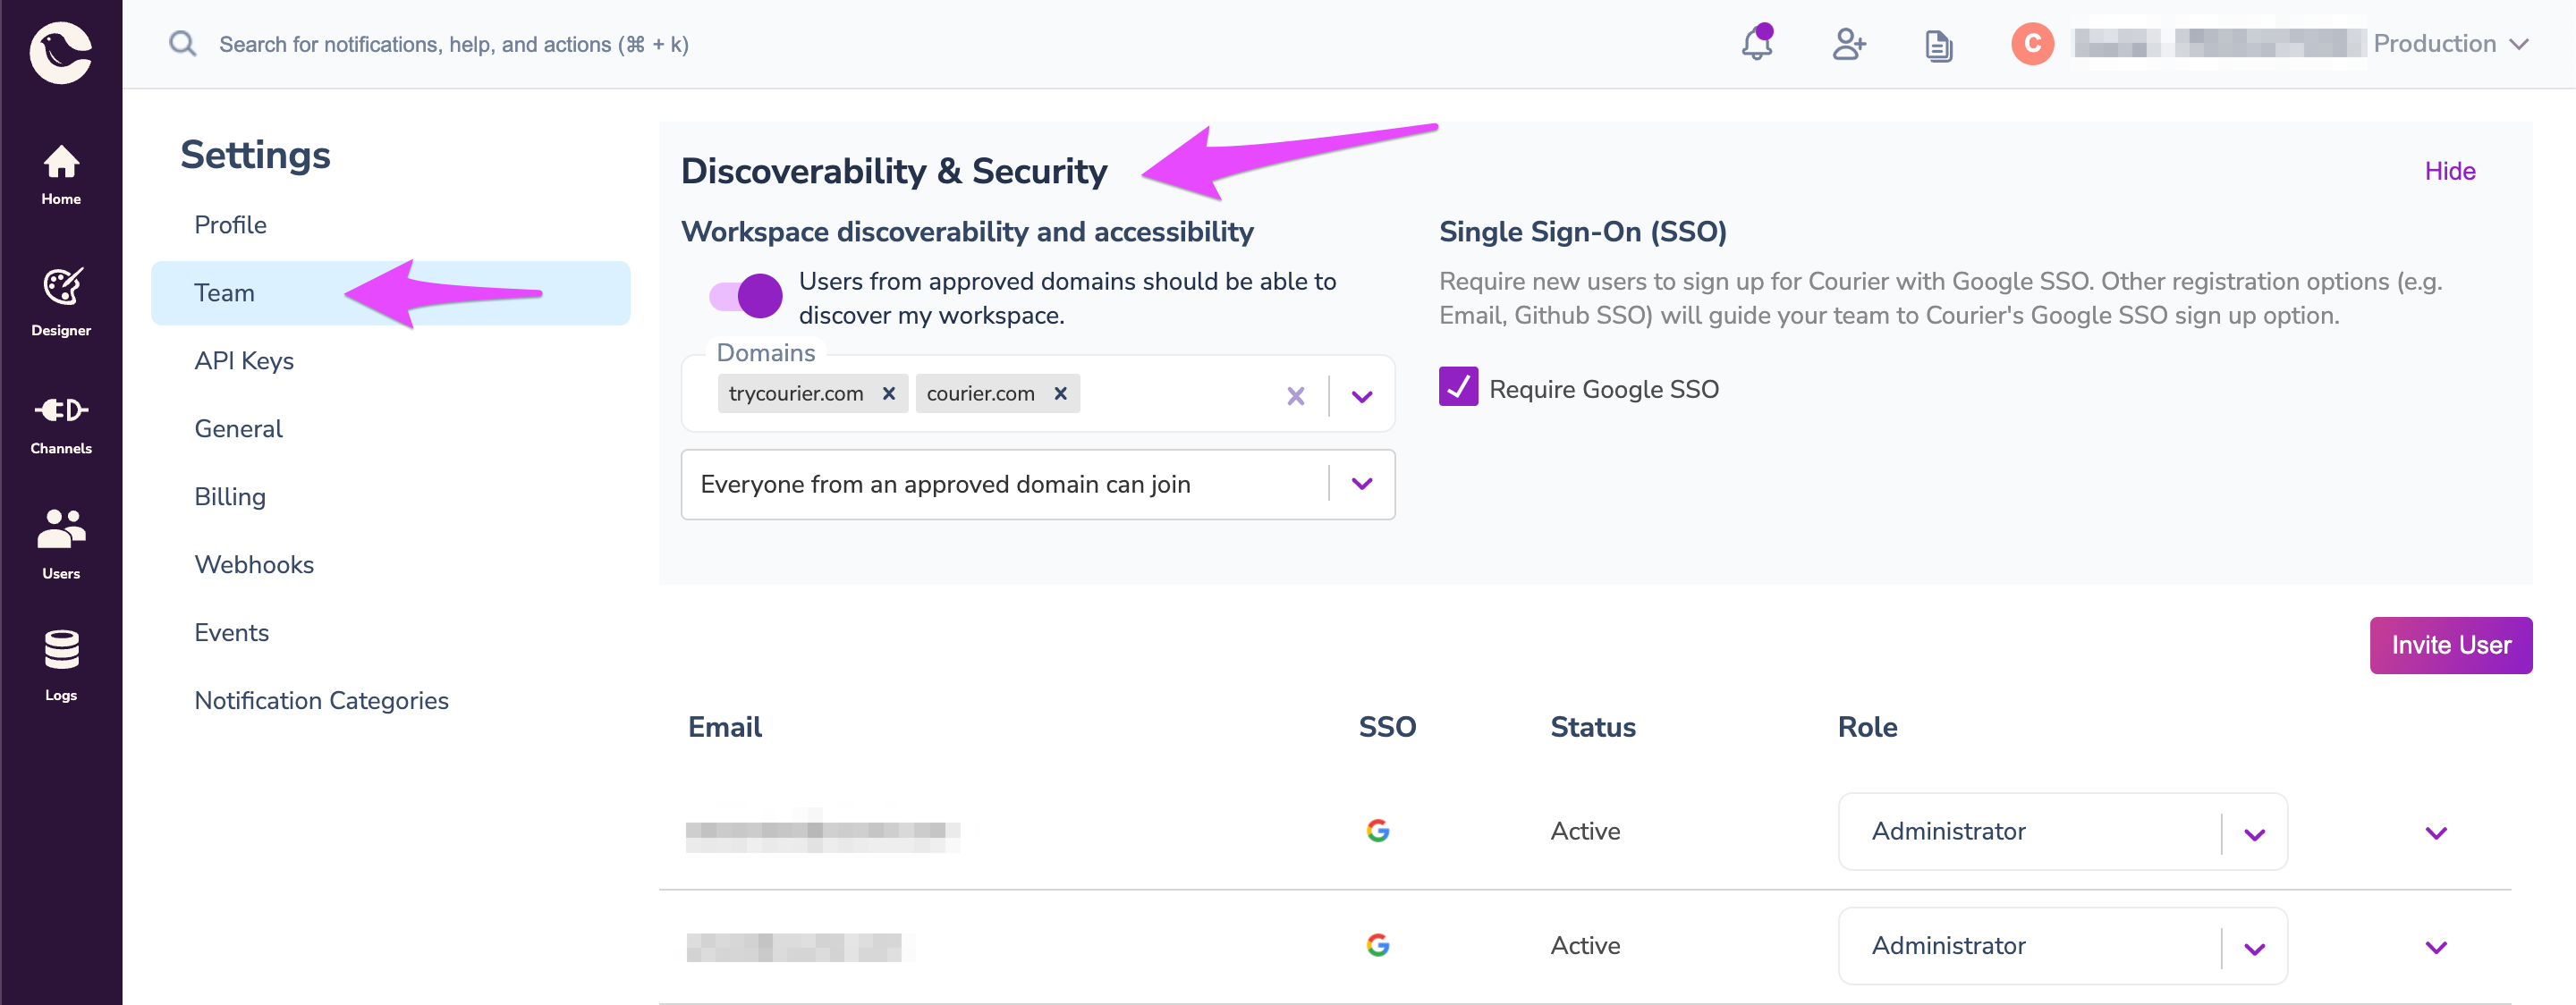 Search for notifications, help, and actions (⌘ + k)
C
Production
Home
Designer
Channels
Users
Logs
Settings
Profile
Team
API Keys
General
Billing
Webhooks
Events
Notification Categories
Discoverability & Security
Hide
Workspace discoverability and accessibility
Users from approved domains should be able to
discover my workspace.
Domains
trycourier.com
courier.com
Everyone from an approved domain can join
Single Sign-On (SSO)
Require new users to sign up for Courier with Google SSO. Other registration options (e.g.
Email, Github SSO) will guide your team to Courier's Google SSO sign up option.
Require Google SSO
Invite User
Email SSO Status Role
Active Administrator
Active Administrator